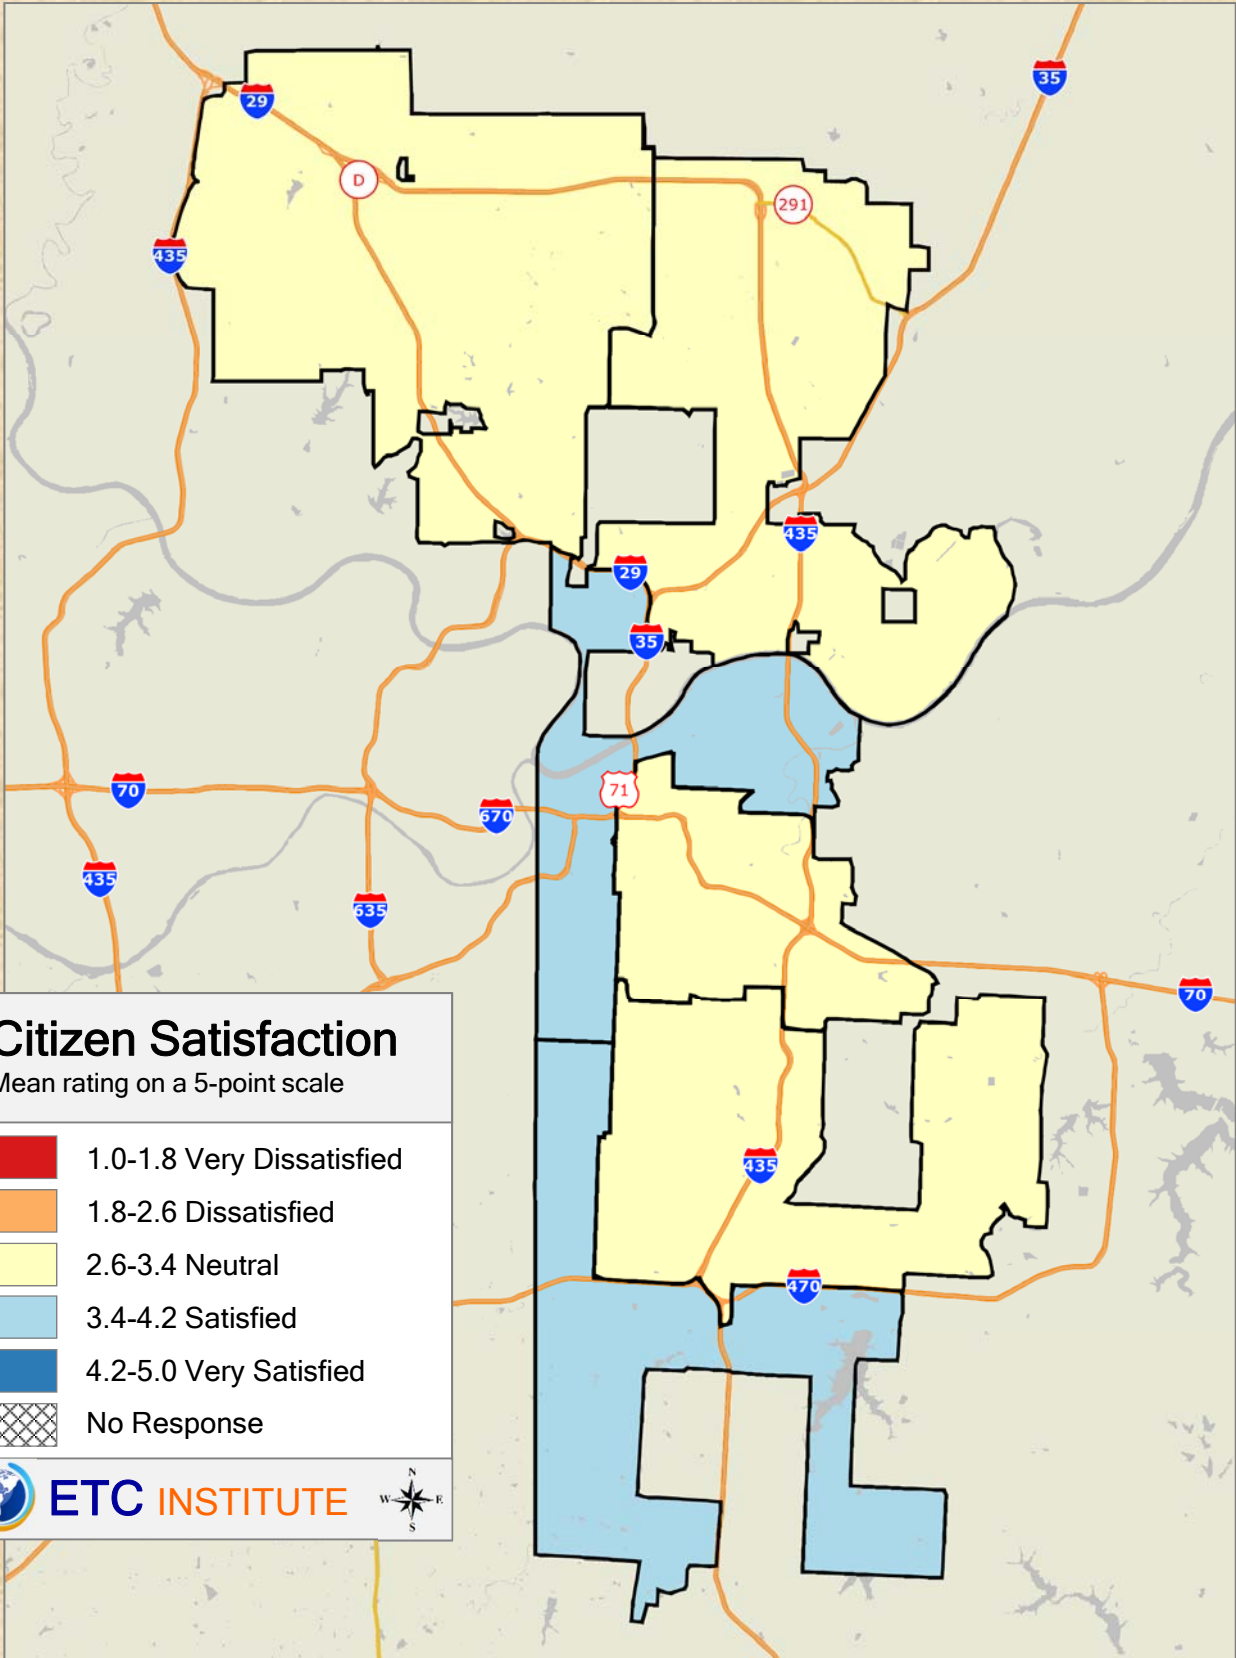 35
29
D
291
435
435
29
35
71
70
670
435
635
70
Citizen Satisfaction
Mean rating on a 5-point scale
1.0-1.8 Very Dissatisfied
1.8-2.6 Dissatisfied
2.6-3.4 Neutral
3.4-4.2 Satisfied
4.2-5.0 Very Satisfied
No Response
435
470
ETC INSTITUTE
N
W E
S